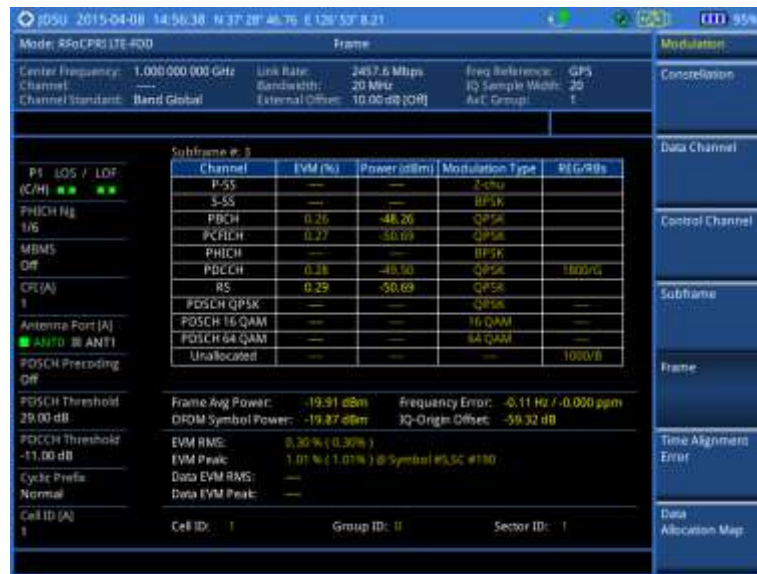 JDSU 2015-04-08 14:56:38 N 37° 28' 46.76 E 126° 53' 8.21 95%
Mode: RFoCPRI LTE-FDD Frame Modulation
Center Frequency: 1.000 000 000 GHz Link Rate: 2457.6 Mbps Freq Reference: GPS
Channel: ---- Bandwidth: 20 MHz IQ Sample Width: 20
Channel Standard: Band Global External Offset: 10.00 dB [Off] AxC Group: 1
Constellation
Data Channel
Control Channel
Subframe
Frame
Time Alignment
Error
Data
Allocation Map
P1 LOS / LOF
(C/H)
PHICH Ng
1/6
MBMS
Off
CFI [A]
1
Antenna Port [A]
ANT0 ANT1
PDSCH Precoding
Off
PDSCH Threshold
29.00 dB
PDCCH Threshold
-11.00 dB
Cyclic Prefix
Normal
Cell ID [A]
1
Subframe #: 3
Channel EVM (%) Power (dBm) Modulation Type REG/RBs
P-SS ---- ---- Z-chu
S-SS ---- ---- BPSK
PBCH 0.26 -48.26 QPSK
PCFICH 0.27 -50.69 QPSK
PHICH BPSK
PDCCH 0.28 -49.50 QPSK 1800/G
RS 0.29 -50.69 QPSK
PDSCH QPSK ---- ---- QPSK ----
PDSCH 16 QAM ---- ---- 16 QAM ----
PDSCH 64 QAM ---- ---- 64 QAM ----
Unallocated ---- ---- ---- 1000/B
Frame Avg Power: -19.91 dBm Frequency Error: -0.11 Hz / -0.000 ppm
OFDM Symbol Power: -19.87 dBm IQ-Origin Offset: -59.32 dB
EVM RMS: 0.30 % ( 0.30% )
EVM Peak: 1.01 % ( 1.01% ) @ Symbol #5,SC #190
Data EVM RMS: ----
Data EVM Peak:
Cell ID: 1 Group ID: 0 Sector ID: 1